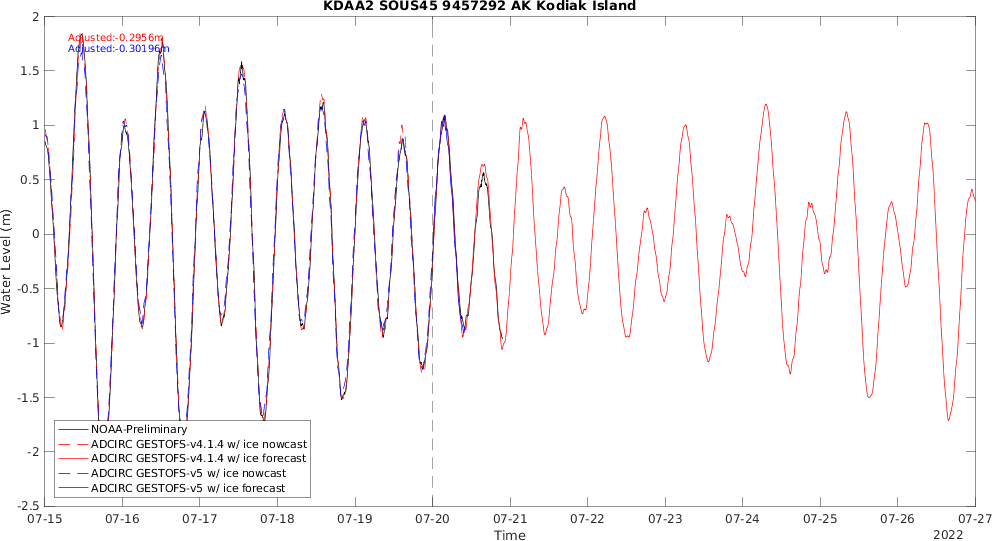 KDAA2 SOUS45 9457292 AK Kodiak Island
Adjusted:-0.2956m
Adjusted:-0.30196m
2
1.5
1
0.5
0
-0.5
-1
-1.5
-2
-2.5
Water Level (m)
NOAA-Preliminary
ADCIRC GESTOFS-v4.1.4 w/ ice nowcast
ADCIRC GESTOFS-v4.1.4 w/ ice forecast
ADCIRC GESTOFS-v5 w/ ice nowcast
ADCIRC GESTOFS-v5 w/ ice forecast
07-15 07-16 07-17 07-18 07-19 07-20 07-21 07-22 07-23 07-24 07-25 07-26 07-27
Time
2022